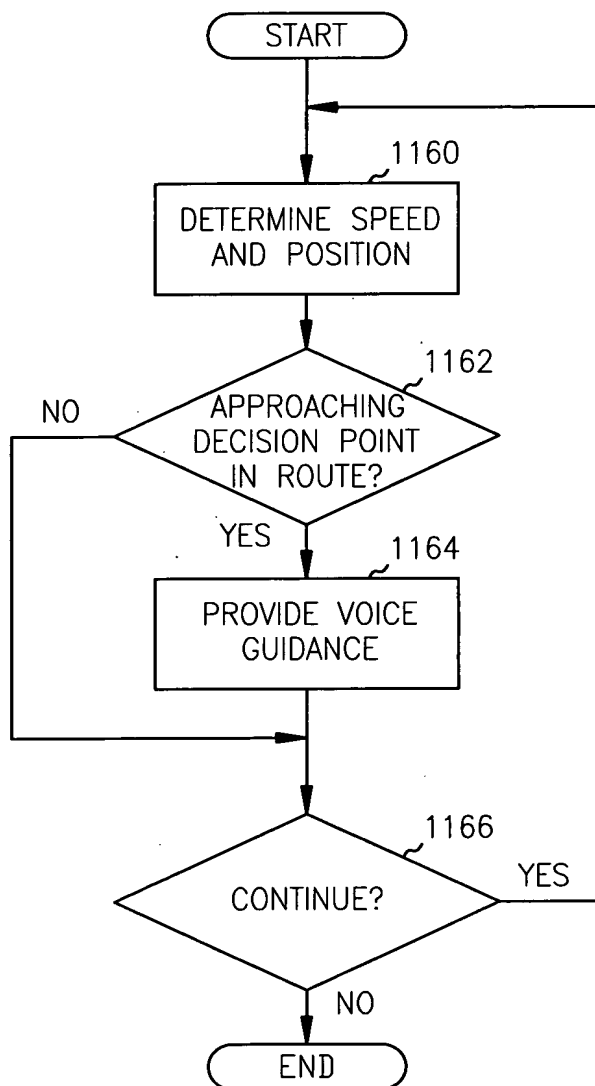 START
1160
DETERMINE SPEED
AND POSITION
1162
NO
APPROACHING
DECISION POINT
IN ROUTE?
YES
1164
PROVIDE VOICE
GUIDANCE
1166
CONTINUE?
YES
NO
END